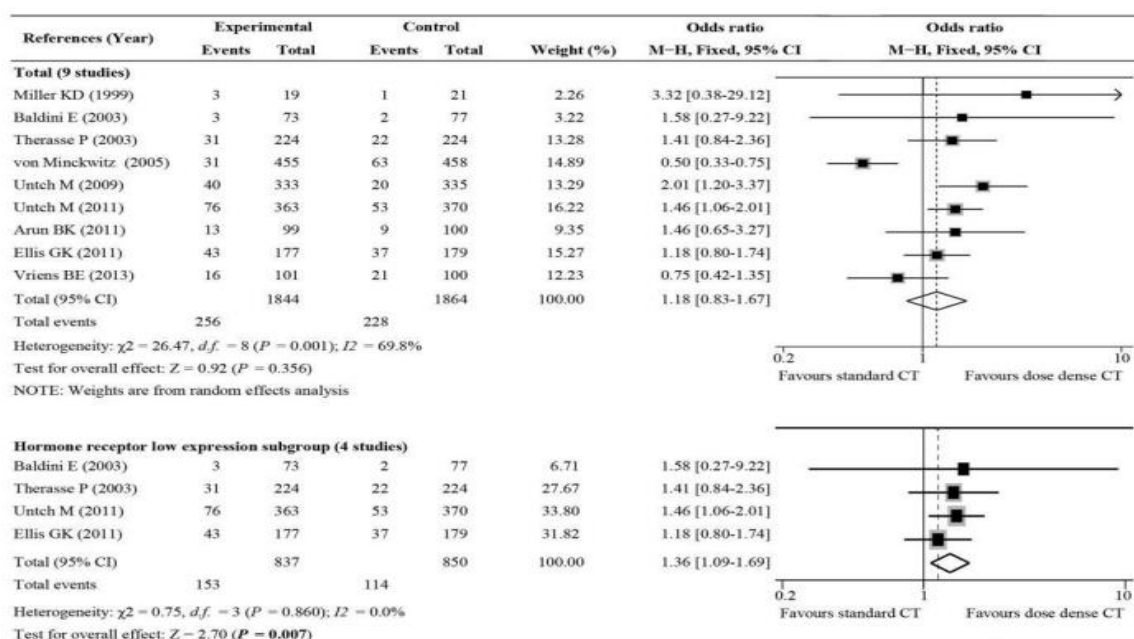 References (Year) Experimental Control Weight (%) Odds ratio Odds ratio
Events Total Events Total M−H, Fixed, 95% CI M−H, Fixed, 95% CI
Total (9 studies)
Miller KD (1999) 3 19 1 21 2.26 3.32 [0.38-29.12]
Baldini E (2003) 3 73 2 77 3.22 1.58 [0.27-9.22]
Therasse P (2003) 31 224 22 224 13.28 1.41 [0.84-2.36]
von Minckwitz (2005) 31 455 63 458 14.89 0.50 [0.33-0.75]
Untch M (2009) 40 333 20 335 13.29 2.01 [1.20-3.37]
Untch M (2011) 76 363 53 370 16.22 1.46 [1.06-2.01]
Arun BK (2011) 13 99 9 100 9.35 1.46 [0.65-3.27]
Ellis GK (2011) 43 177 37 179 15.27 1.18 [0.80-1.74]
Vriens BE (2013) 16 101 21 100 12.23 0.75 [0.42-1.35]
Total (95% CI) 1844 1864 100.00 1.18 [0.83-1.67]
Total events 256 228
Heterogeneity: χ2 = 26.47, d.f. = 8 (P = 0.001); I2 = 69.8%
0.2 1 10
Test for overall effect: Z = 0.92 (P = 0.356)
Favours standard CT Favours dose dense CT
NOTE: Weights are from random effects analysis
Hormone receptor low expression subgroup (4 studies)
Baldini E (2003) 3 73 2 77 6.71 1.58 [0.27-9.22]
Therasse P (2003) 31 224 22 224 27.67 1.41 [0.84-2.36]
Untch M (2011) 76 363 53 370 33.80 1.46 [1.06-2.01]
Ellis GK (2011) 43 177 37 179 31.82 1.18 [0.80-1.74]
Total (95% CI) 837 850 100.00 1.36 [1.09-1.69]
Total events 153 114
0.2 1 10
Heterogeneity: χ2 = 0.75, d.f. = 3 (P = 0.860); I2 = 0.0%
Favours standard CT Favours dose dense CT
Test for overall effect: Z = 2.70 (P = 0.007)